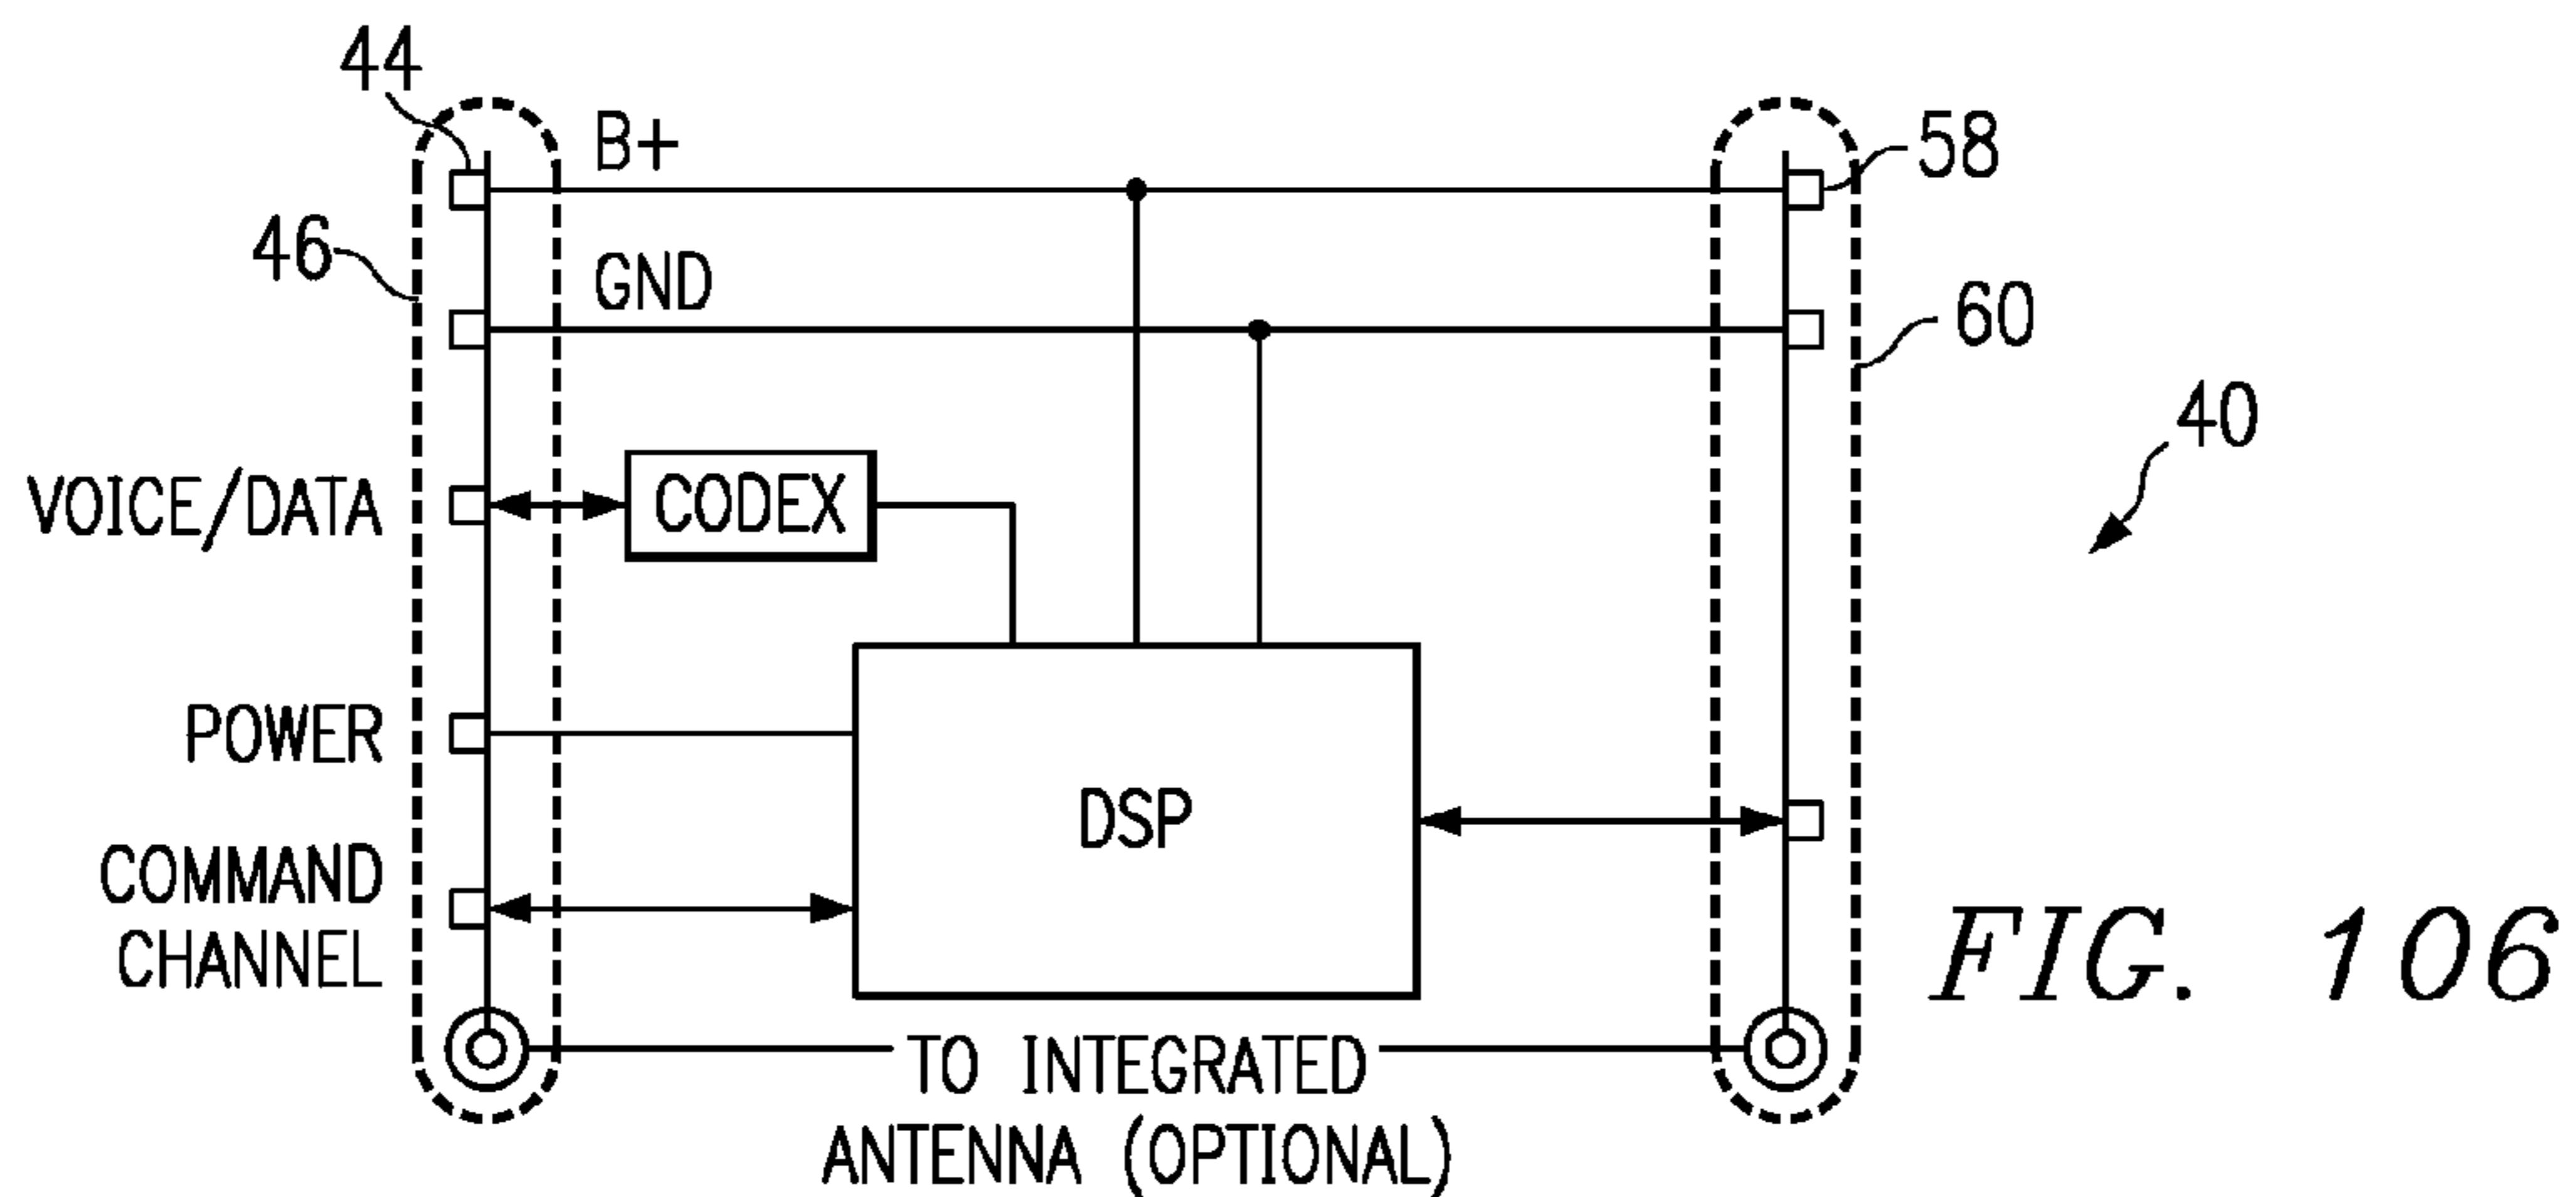 44
B+
58
46
GND
60
40
VOICE/DATA
CODEX
POWER
DSP
COMMAND
CHANNEL
FIG. 106
TO INTEGRATED
ANTENNA (OPTIONAL)